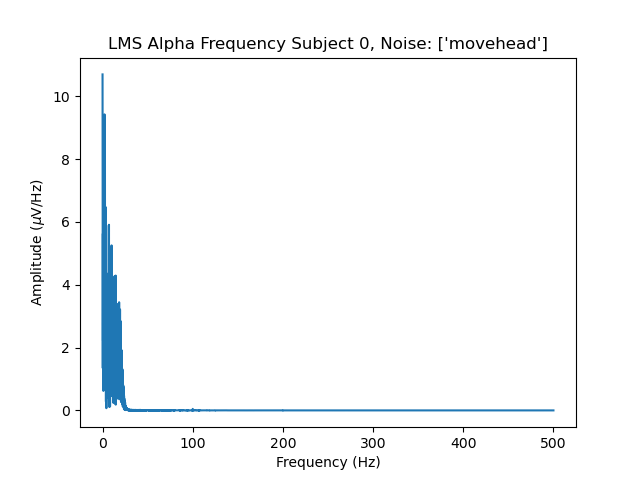 LMS Alpha Frequency Subject 0, Noise: ['movehead']
10
8
6
4
2
0
Amplitude (μV/Hz)
0 100 200 300 400 500
Frequency (Hz)